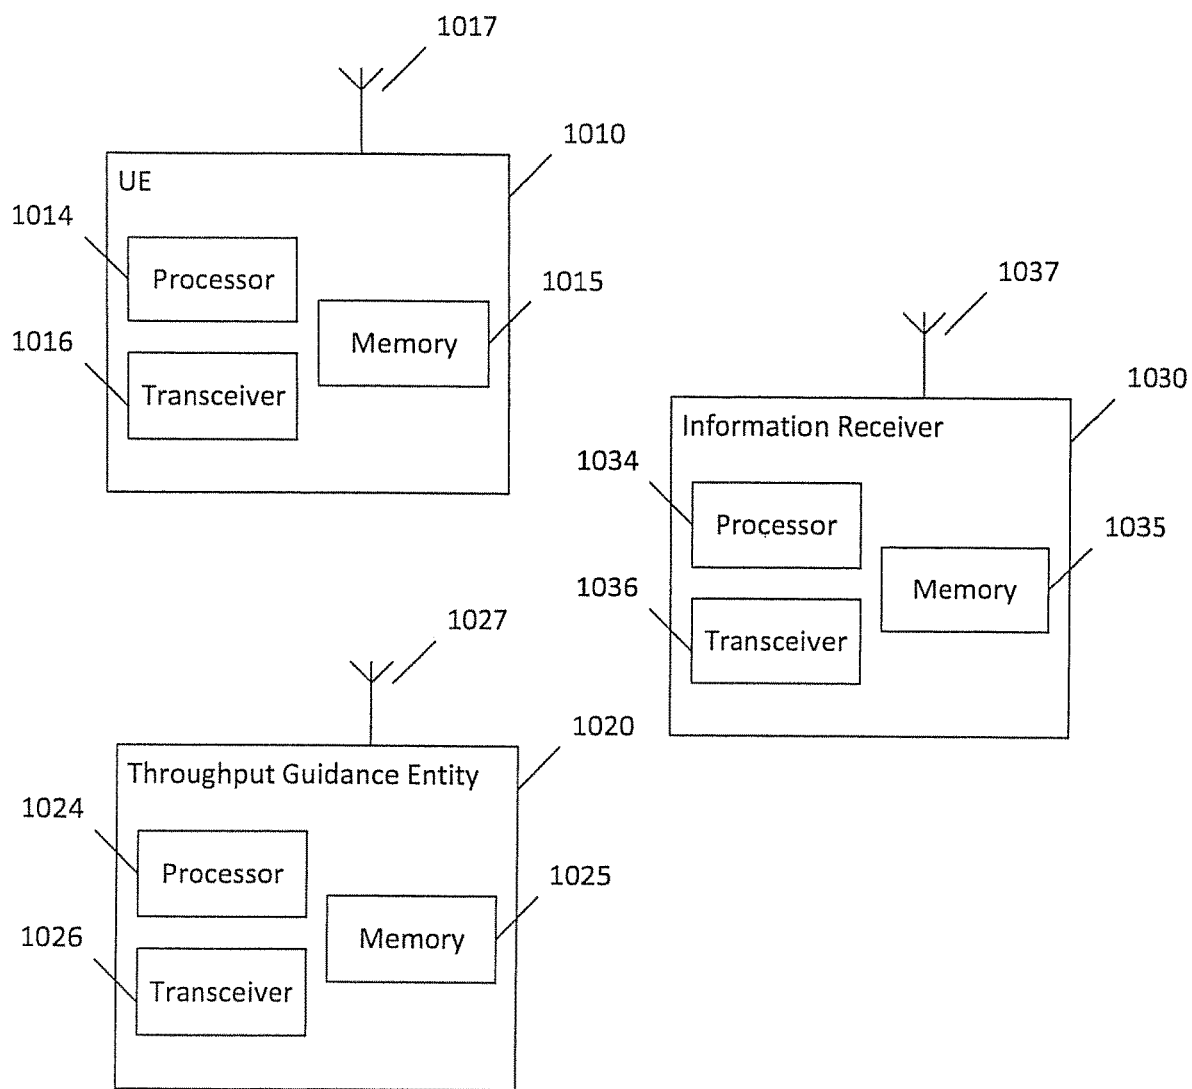 1017
1010
UE
1014
Processor
1015
1016
Memory
Transceiver
1037
1030
Information Receiver
1034
Processor
1035
1036
Memory
Transceiver
1027
1020
Throughput Guidance Entity
1024
Processor
1025
1026
Memory
Transceiver